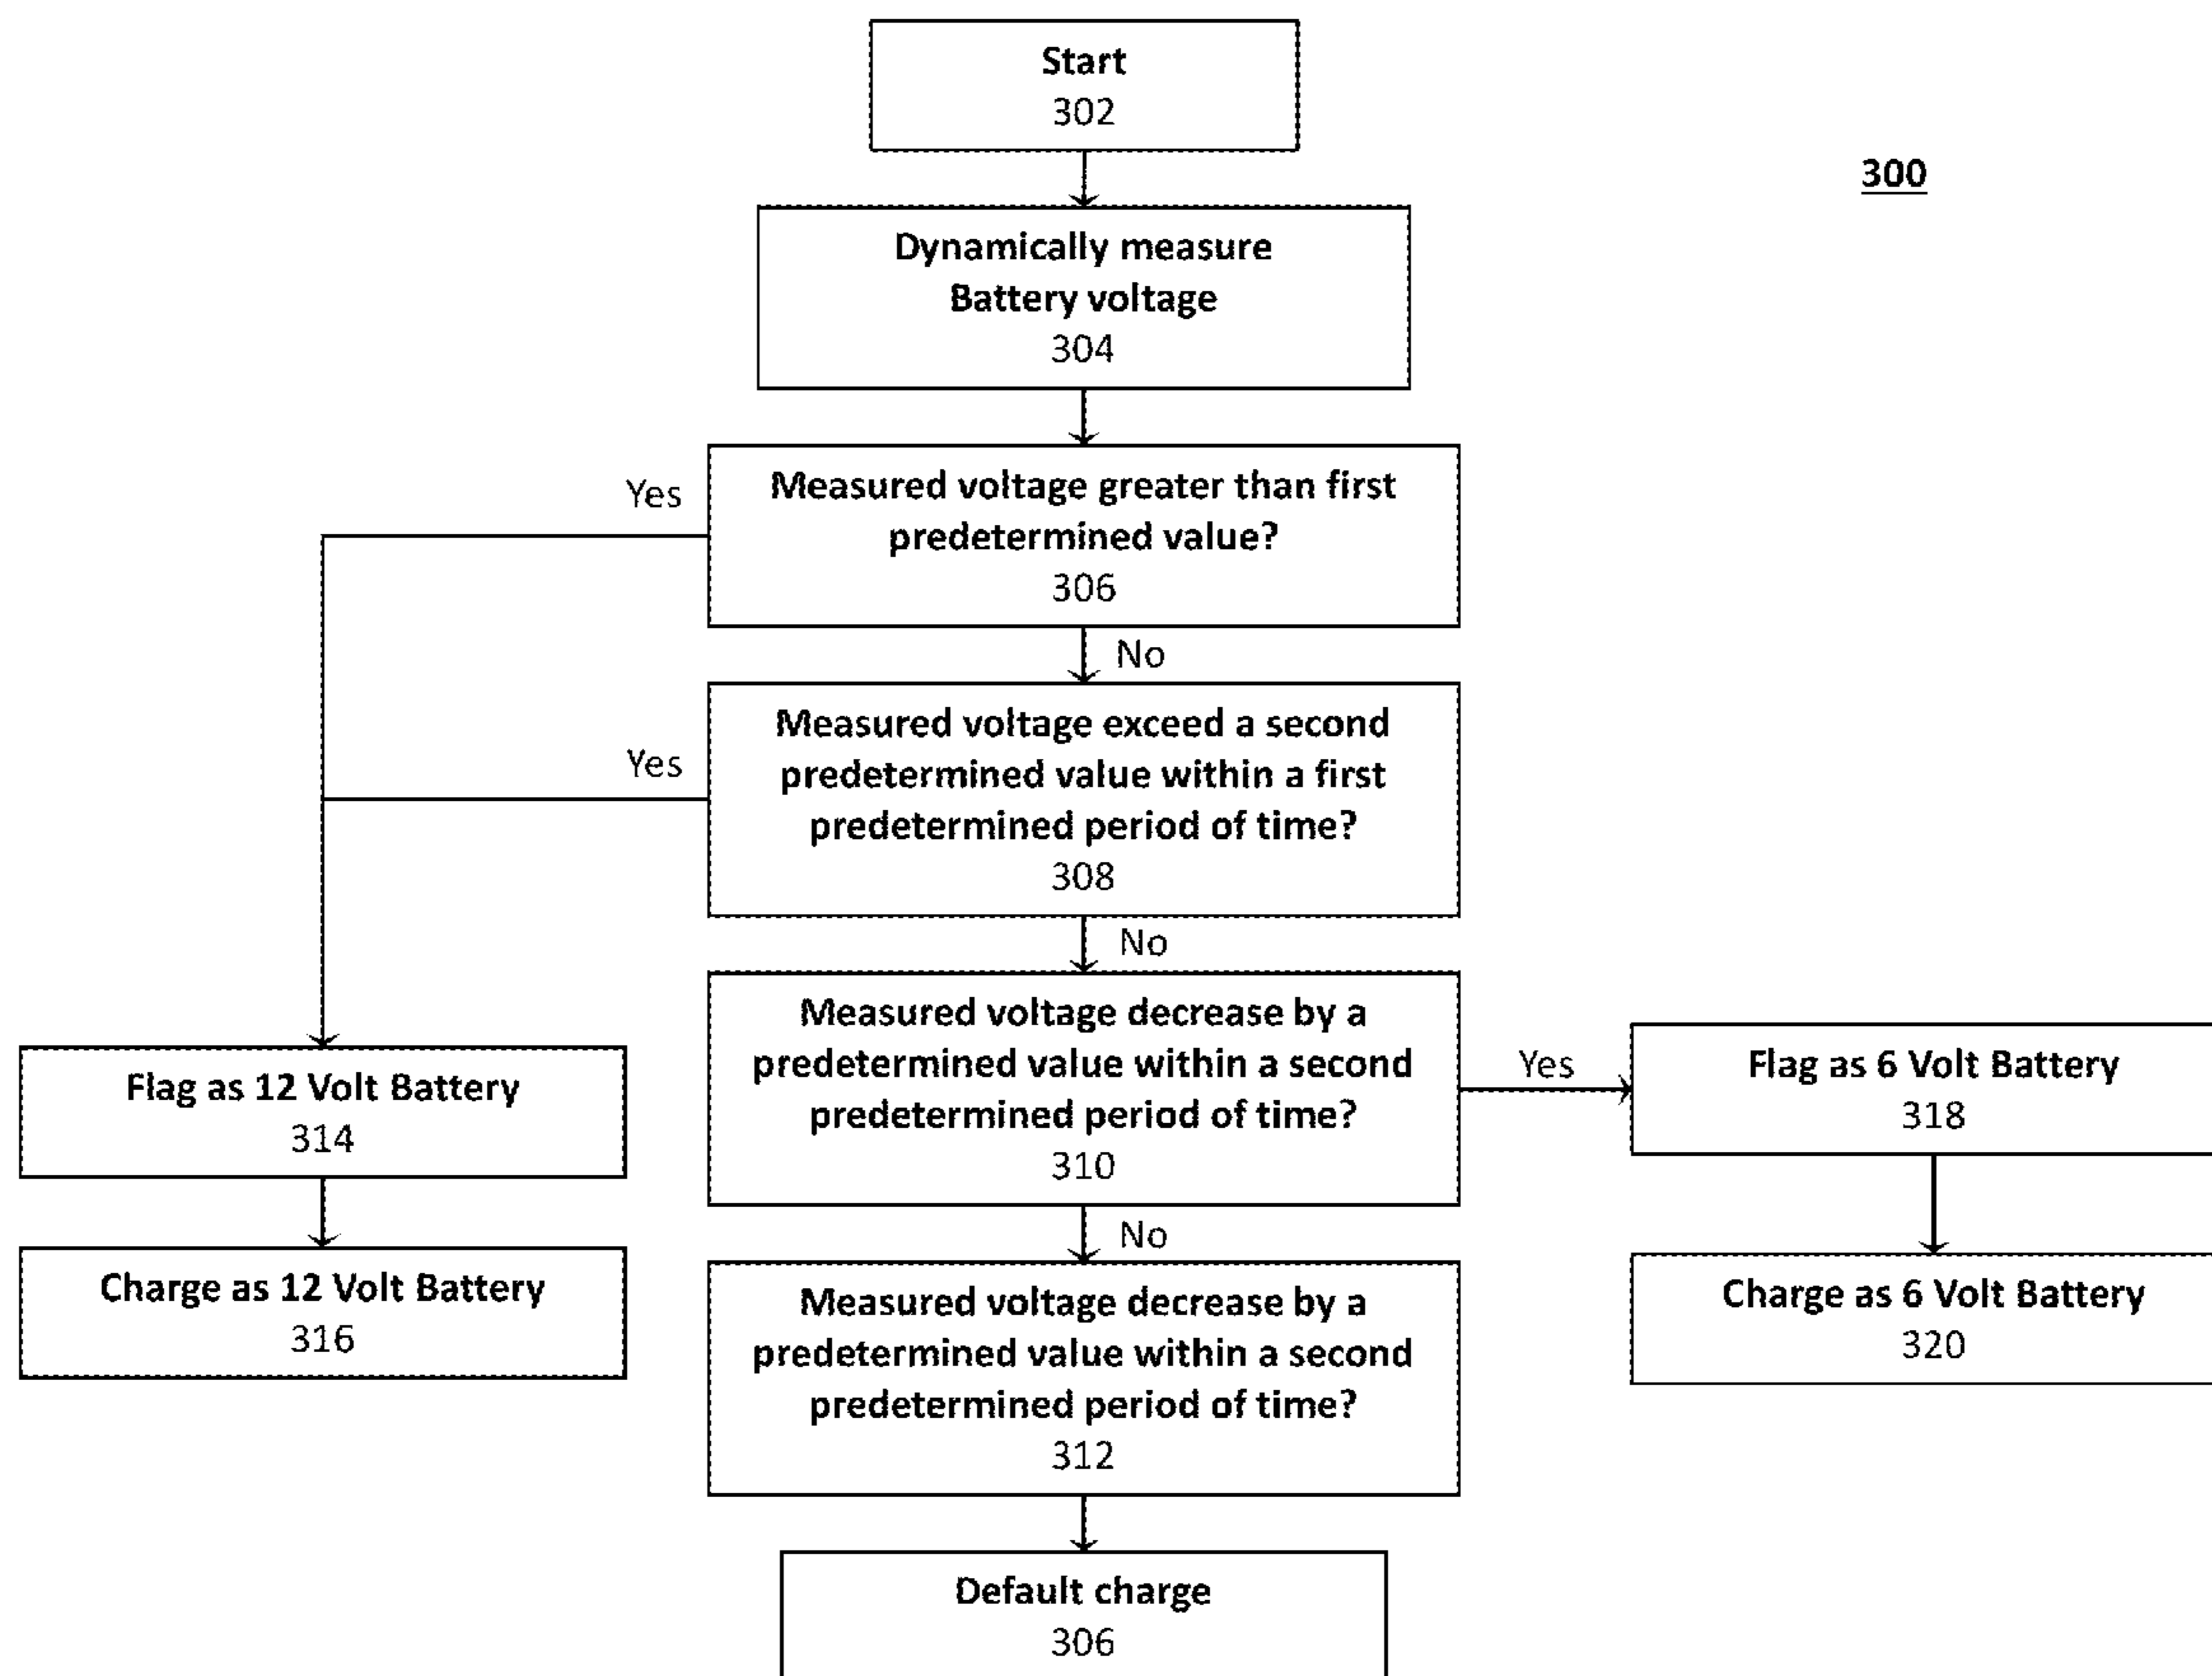 Start
302
300
Dynamically measure
Battery voltage
304
Measured voltage greater than first
predetermined value?
306
Yes
No
Measured voltage exceed a second
predetermined value within a first
predetermined period of time?
308
Yes
No
Measured voltage decrease by a
predetermined value within a second
predetermined period of time?
310
Yes
No
Flag as 12 Volt Battery
314
Flag as 6 Volt Battery
318
Charge as 12 Volt Battery
316
Measured voltage decrease by a
predetermined value within a second
predetermined period of time?
312
Charge as 6 Volt Battery
320
Default charge
306